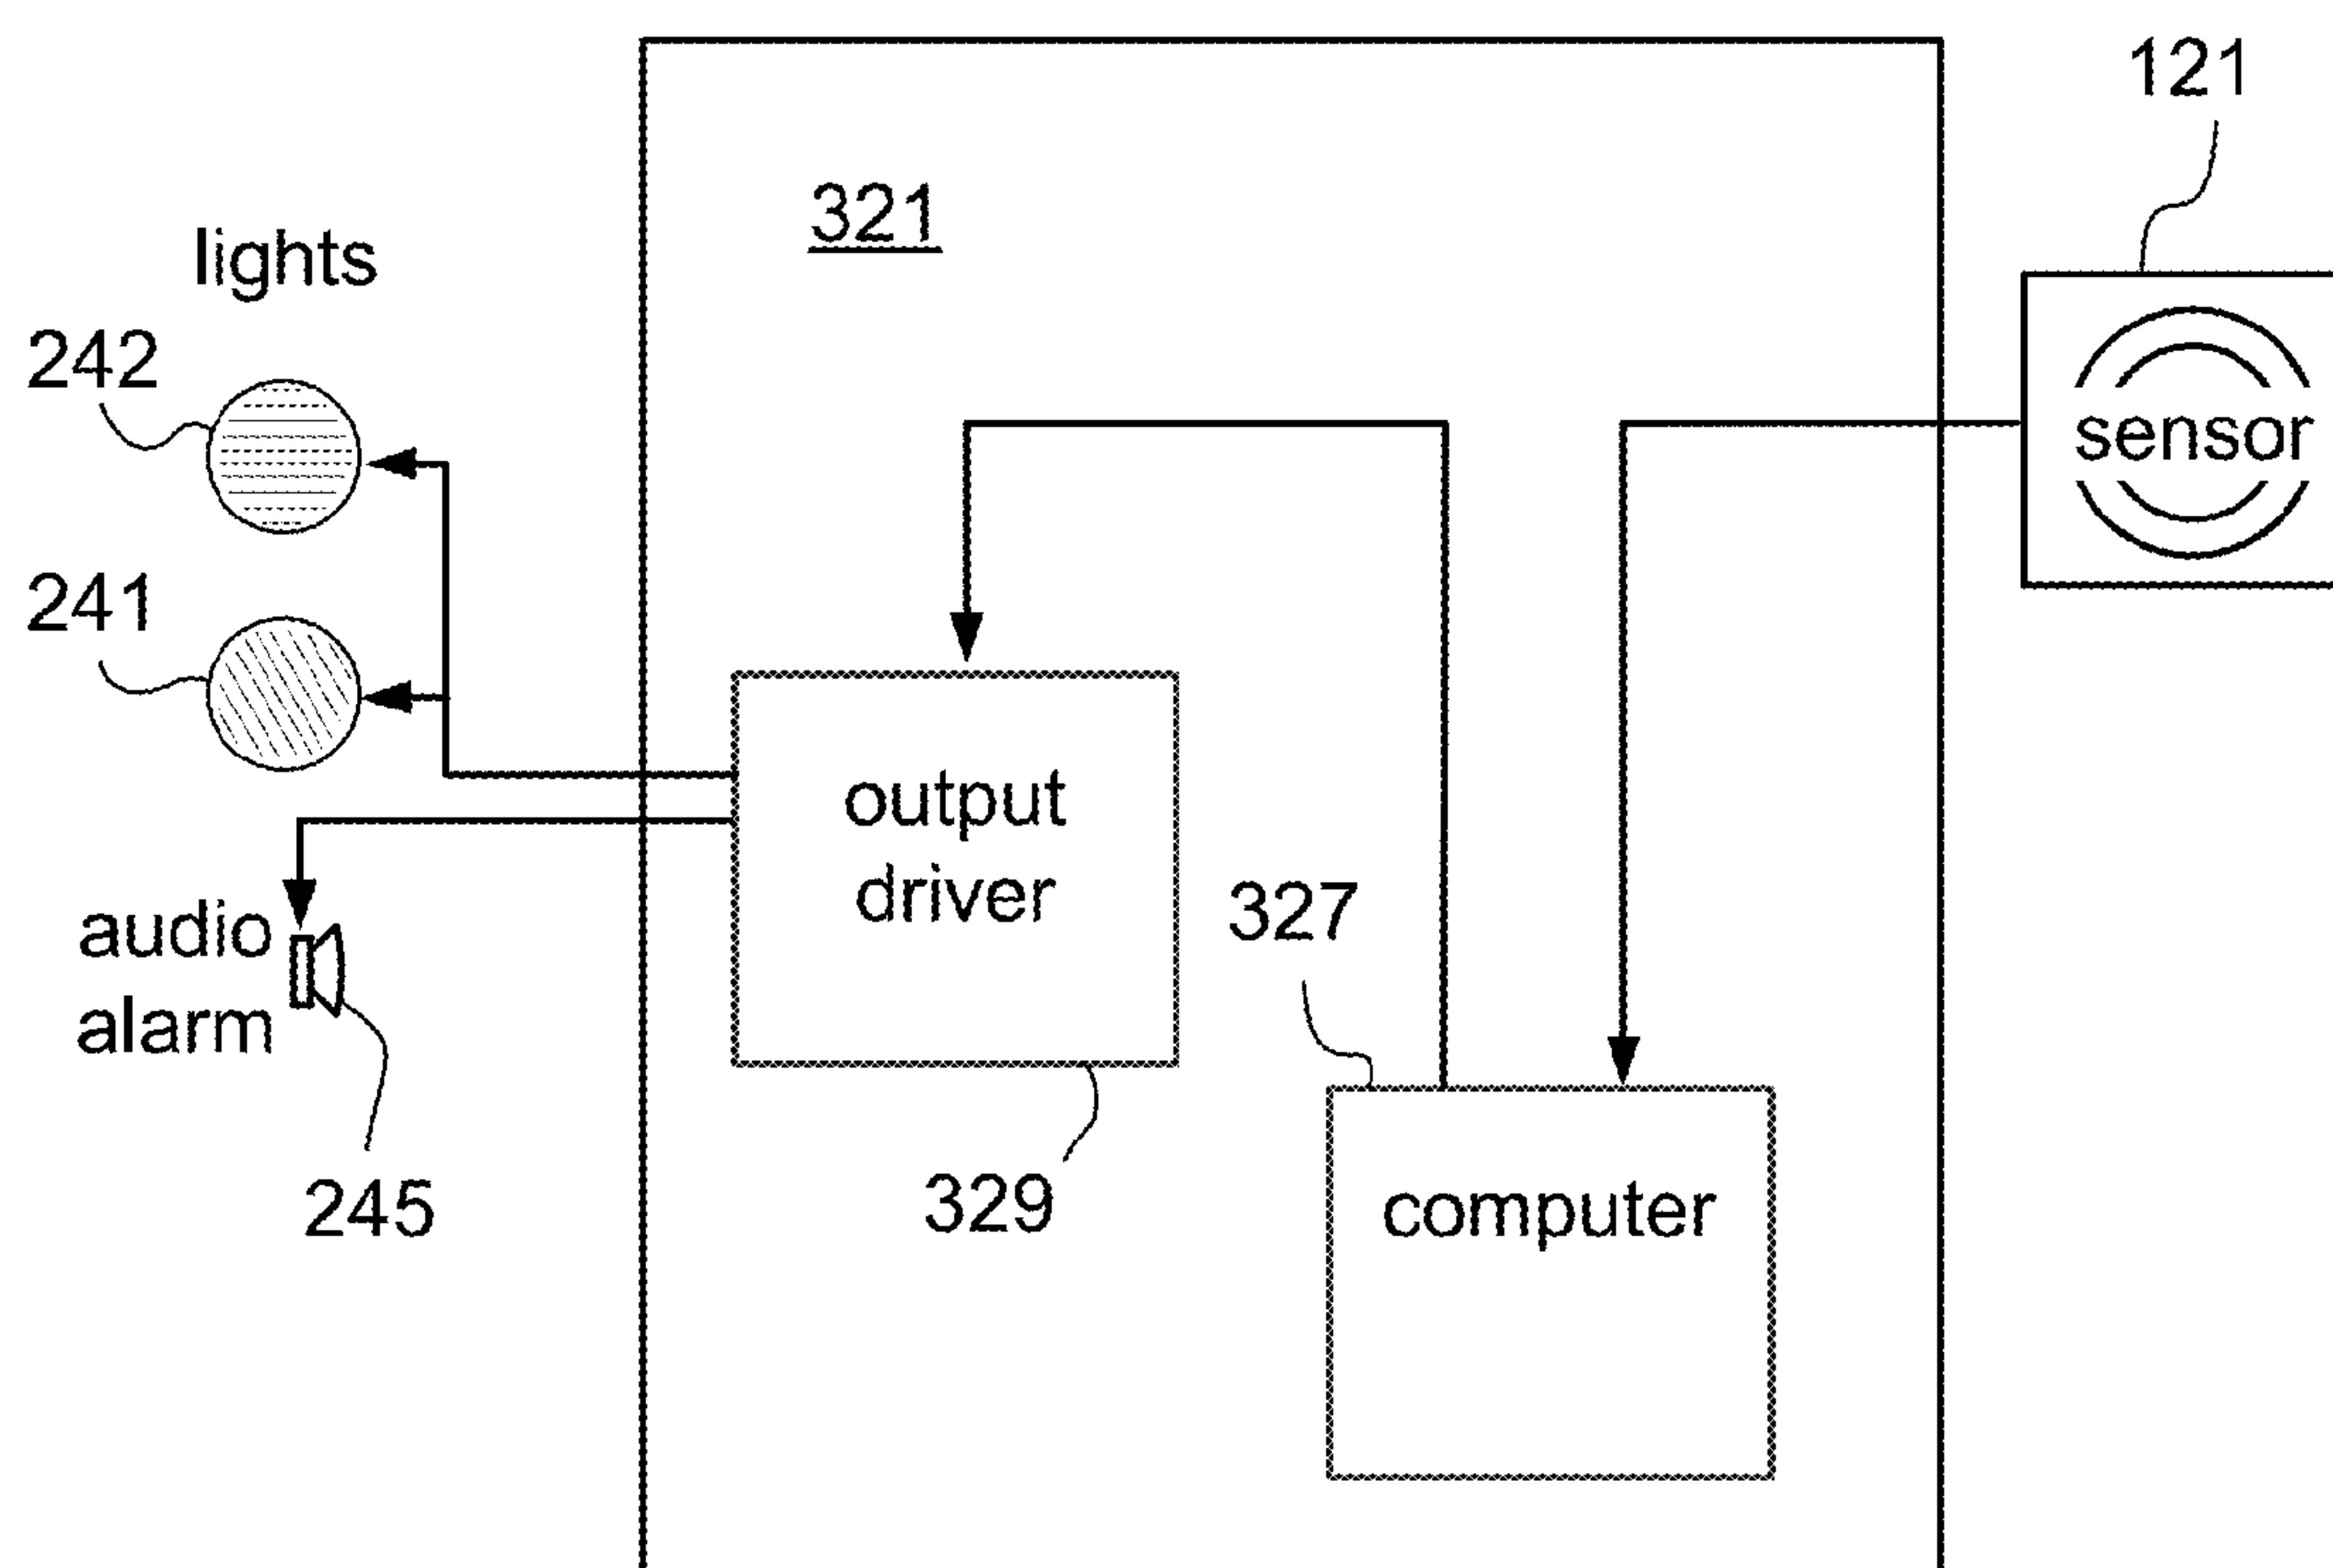 121
321
lights
242
sensor
241
output
driver
327
audio
alarm
245
329
computer